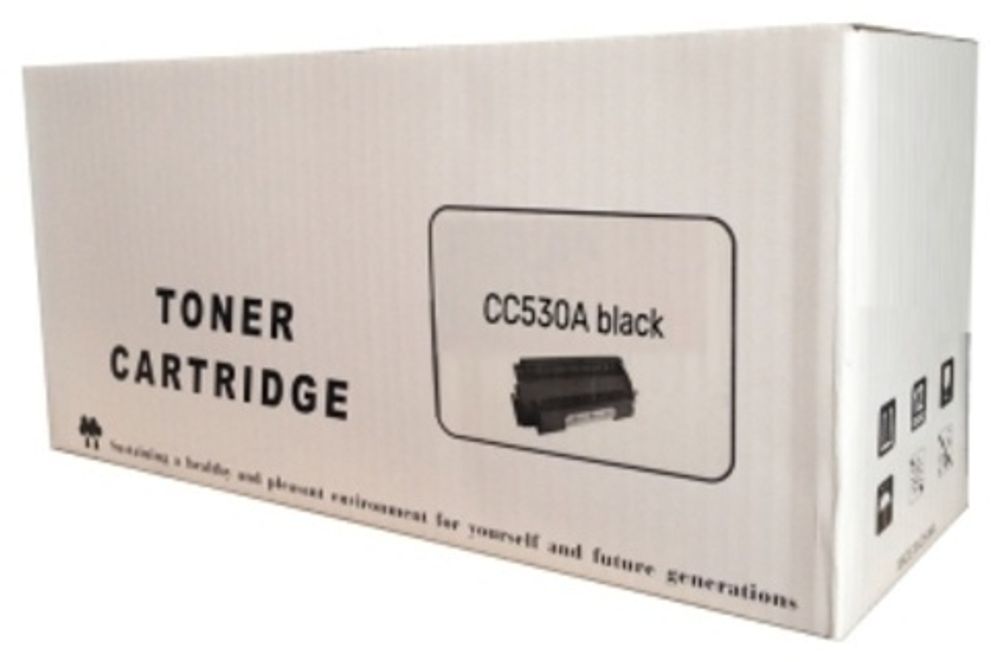 TONER
CARTRIDGE
CC530A black
Sustaining a healthy and pleasant environment for yourself and future generations